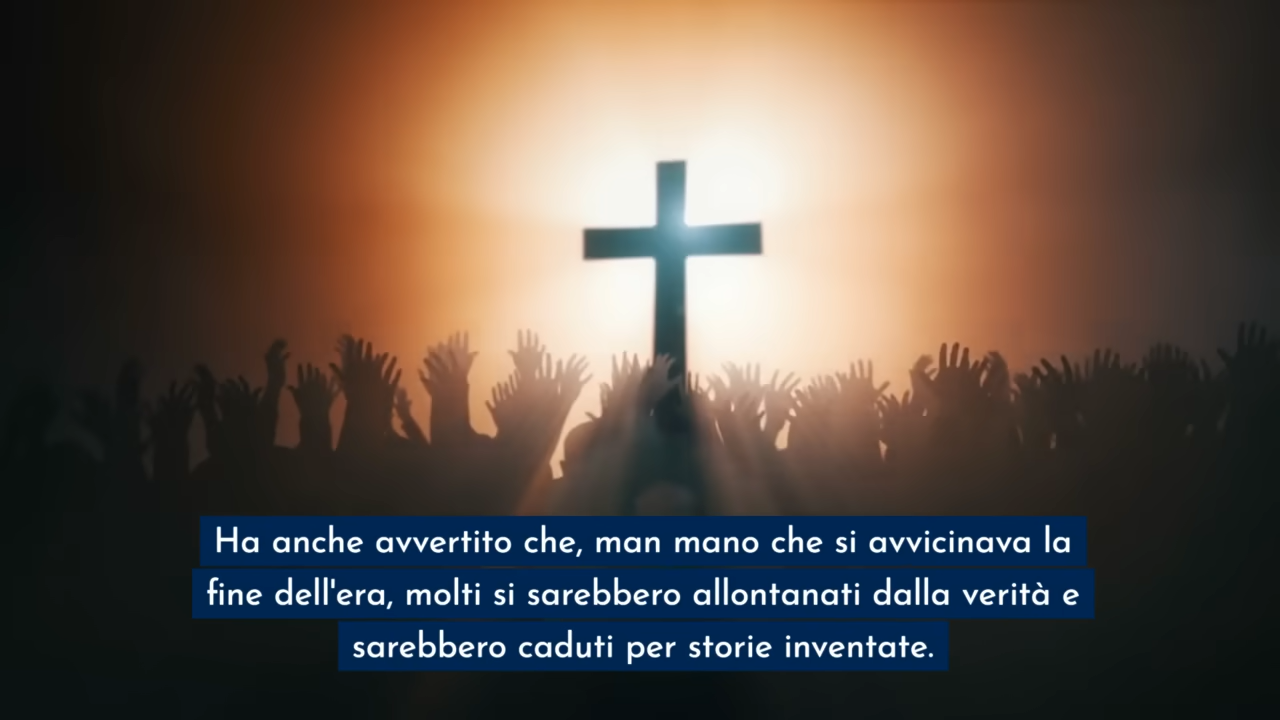 Ha anche avvertito che, man mano che si avvicinava la
fine dell'era, molti si sarebbero allontanati dalla verità e
sarebbero caduti per storie inventate.